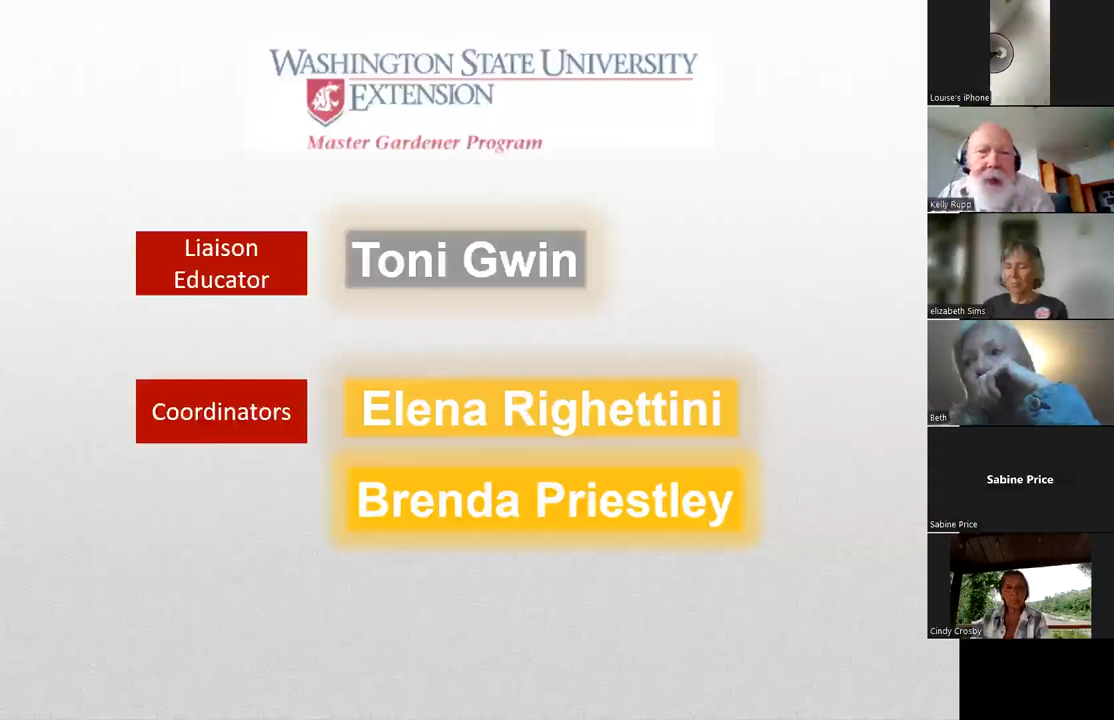 WASHINGTON STATE UNIVERSITY
EXTENSION
Master Gardener Program
Liaison
Educator
Toni Gwin
Coordinators
Elena Righettini
Brenda Priestley
Louise's iPhone
Kelly Rupp
elizabeth Sims
Beth
Sabine Price
Sabine Price
Cindy Crosby